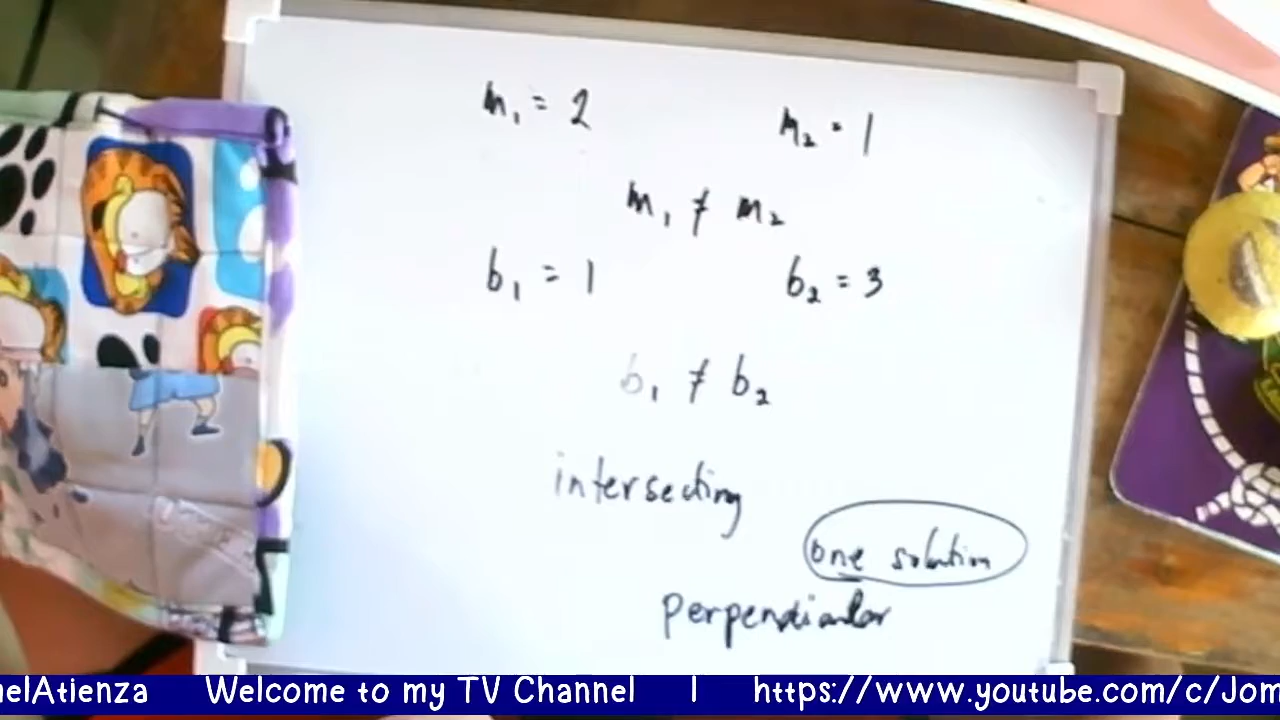 m₁ = 2 m₂ = 1
m₁ ≠ m₂
b₁ = 1 b₂ = 3
b₁ ≠ b₂
intersecting
one solution
perpendicular
nelAtienza Welcome to my TV Channel | https://www.youtube.com/c/Jom